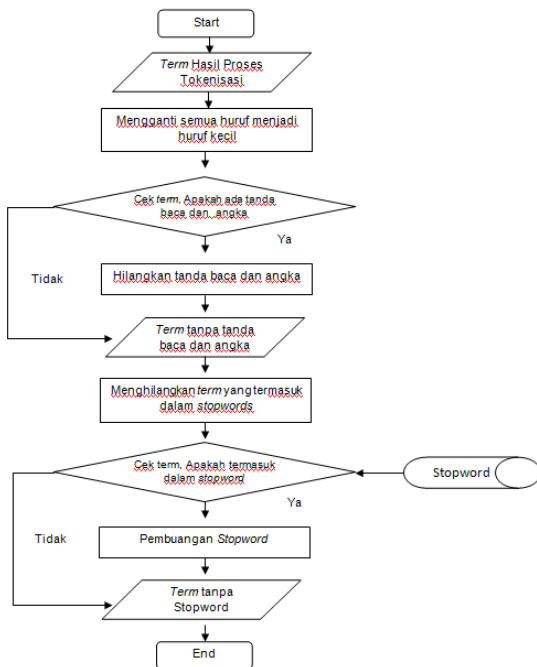 Start
Term Hasil Proses
Tokenisasi
Mengganti semua huruf menjadi
huruf kecil
Cek term, Apakah ada tanda
baca dan angka
Ya
Tidak
Hilangkan tanda baca dan angka
Term tanpa tanda
baca dan angka
Menghilangkan term yang termasuk
dalam stopwords
Cek term, Apakah termasuk
dalam stopword
Stopword
Ya
Tidak
Pembuangan Stopword
Term tanpa
Stopword
End